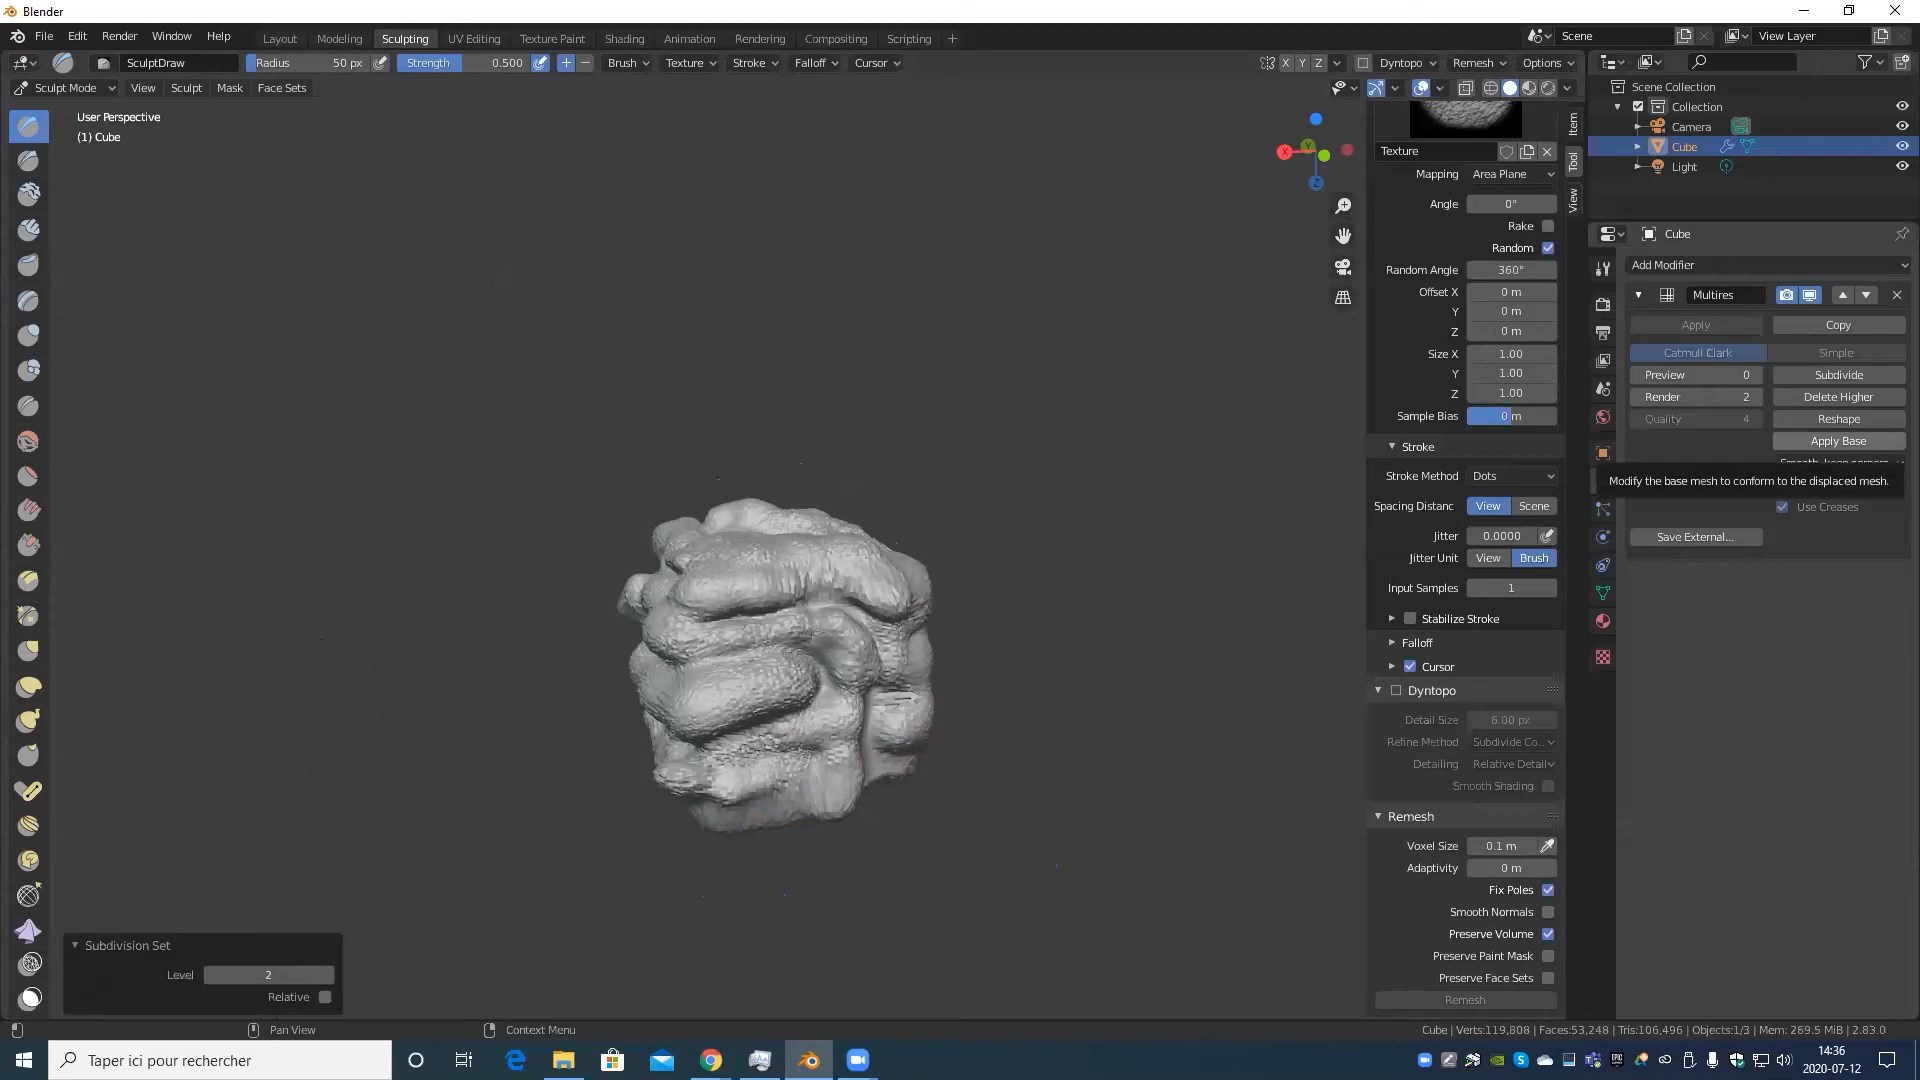 Blender
File Edit Render Window Help
Layout Modeling Sculpting UV Editing Texture Paint Shading Animation Rendering Compositing Scripting +
Scene
View Layer
SculptDraw Radius 50 px Strength 0.500 Brush Texture Stroke Falloff Cursor
X Y Z Dyntopo Remesh Options
Sculpt Mode View Sculpt Mask Face Sets
User Perspective
(1) Cube
Item
Tool
View
Texture
Mapping Area Plane
Angle 0°
Rake
Random
Random Angle 360°
Offset X 0 m
Y 0 m
Z 0 m
Size X 1.00
Y 1.00
Z 1.00
Sample Bias 0 m
Stroke
Stroke Method Dots
Spacing Distanc View Scene
Jitter 0.0000
Jitter Unit View Brush
Input Samples 1
Stabilize Stroke
Falloff
Cursor
Dyntopo
Detail Size 6.00 px
Refine Method Subdivide Co...
Detailing Relative Detail
Smooth Shading
Remesh
Voxel Size 0.1 m
Adaptivity 0 m
Fix Poles
Smooth Normals
Preserve Volume
Preserve Paint Mask
Preserve Face Sets
Remesh
Scene Collection
Collection
Camera
Cube
Light
Cube
Add Modifier
Multires
Apply Copy
Catmull Clark Simple
Preview 0 Subdivide
Render 2 Delete Higher
Quality 4 Reshape
Apply Base
Modify the base mesh to conform to the displaced mesh.
Use Creases
Save External...
Subdivision Set
Level 2
Relative
Pan View
Context Menu
Cube | Verts:119,808 | Faces:53,248 | Tris:106,496 | Objects:1/3 | Mem: 269.5 MiB | 2.83.0
Taper ici pour rechercher
14:36
2020-07-12